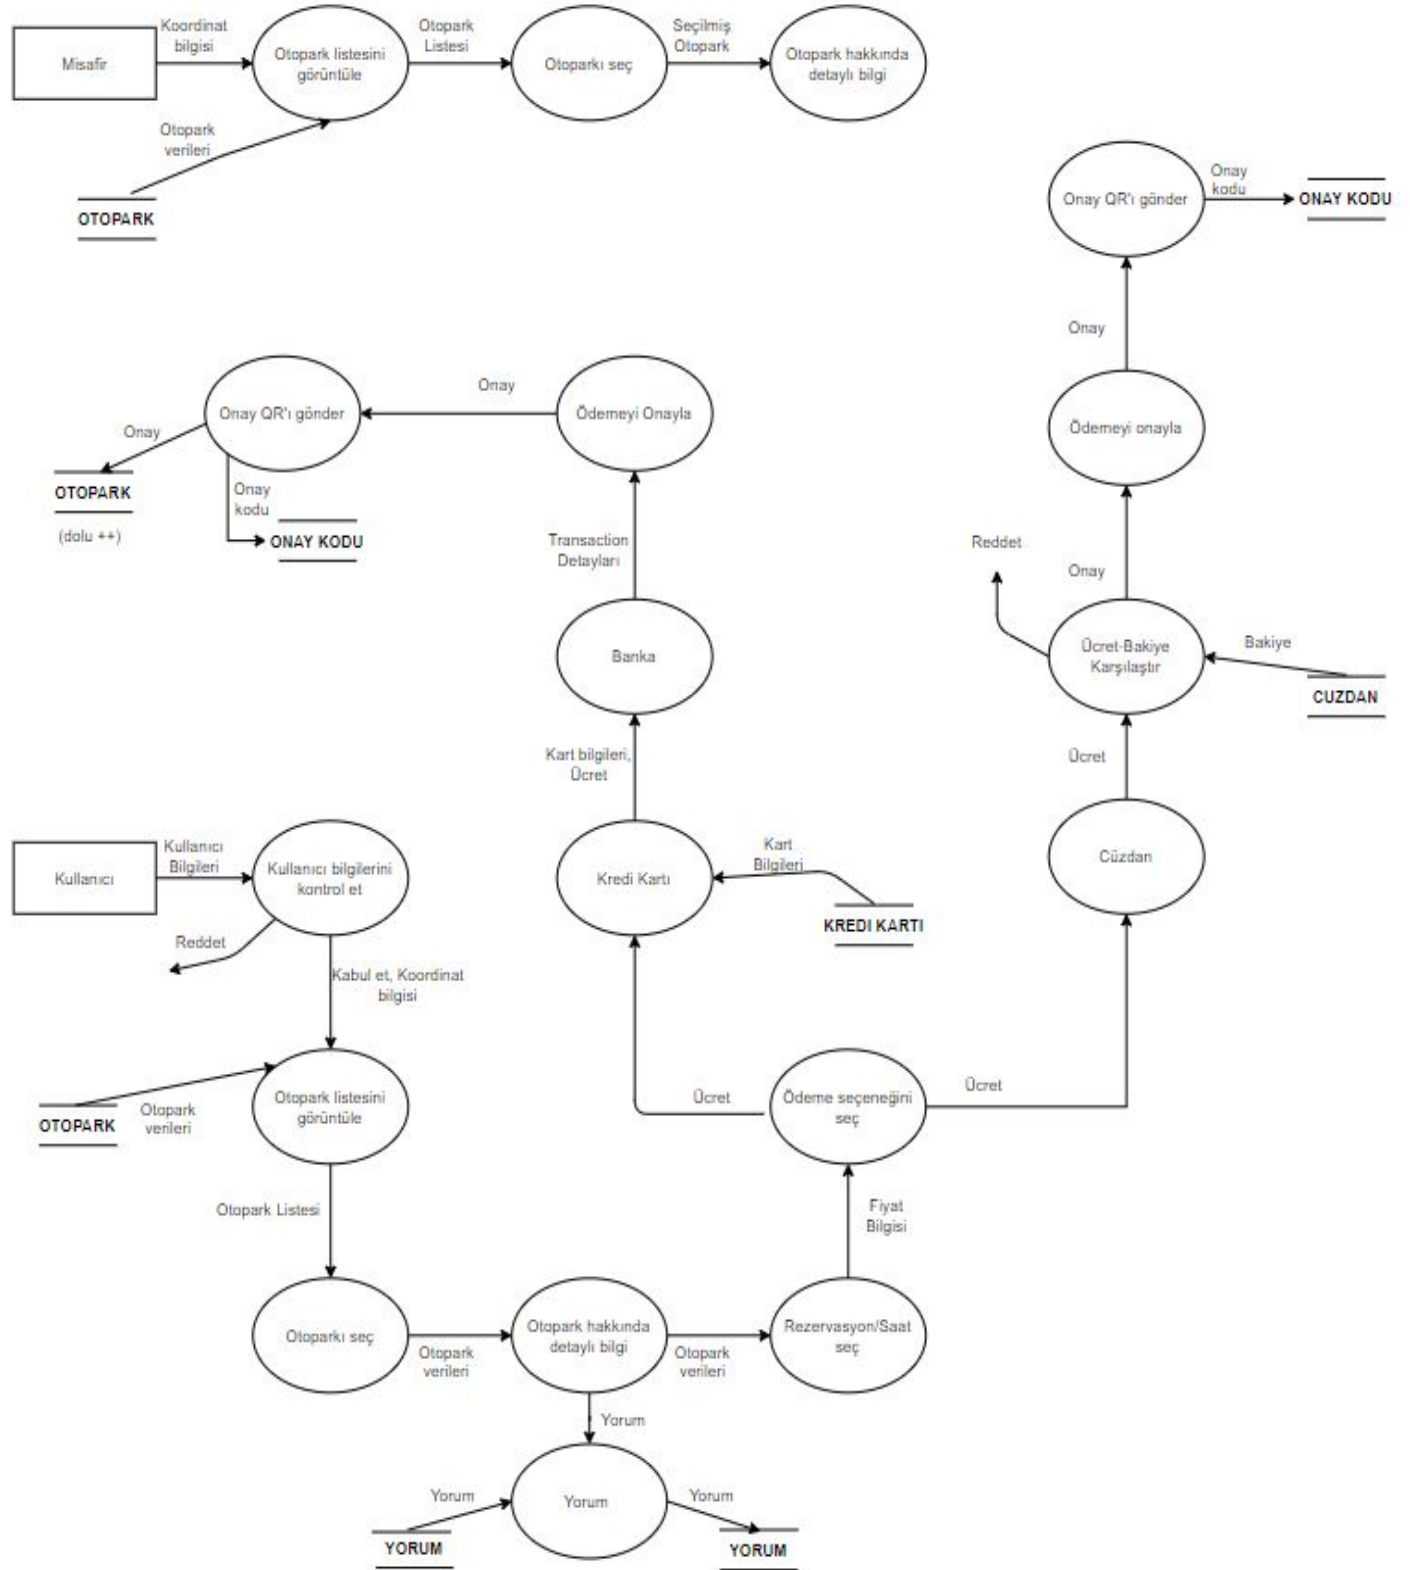 Koordinat
bilgisi
Otopark
Listesi
Seçilmiş
Otopark
Misafir
Otopark listesini
görüntüle
Otoparkı seç
Otopark hakkında
detaylı bilgi
Otopark
verileri
OTOPARK
Onay QR'ı gönder
Onay
kodu
ONAY KODU
Onay
Onay
Onay QR'ı gönder
Ödemeyi Onayla
Ödemeyi onayla
Onay
OTOPARK
(dolu ++)
Onay
kodu
ONAY KODU
Transaction
Detayları
Reddet
Onay
Banka
Ücret-Bakiye
Karşılaştır
Bakiye
CUZDAN
Kart bilgileri,
Ücret
Ücret
Kullanıcı
Kullanıcı
Bilgileri
Kullanıcı bilgilerini
kontrol et
Kredi Kartı
Kart
Bilgileri
KREDI KARTI
Cüzdan
Reddet
Kabul et, Koordinat
bilgisi
OTOPARK
Otopark
verileri
Otopark listesini
görüntüle
Ücret
Ödeme seçeneğini
seç
Ücret
Otopark Listesi
Fiyat
Bilgisi
Otoparkı seç
Otopark
verileri
Otopark hakkında
detaylı bilgi
Otopark
verileri
Rezervasyon/Saat
seç
Yorum
Yorum
Yorum
Yorum
YORUM
YORUM